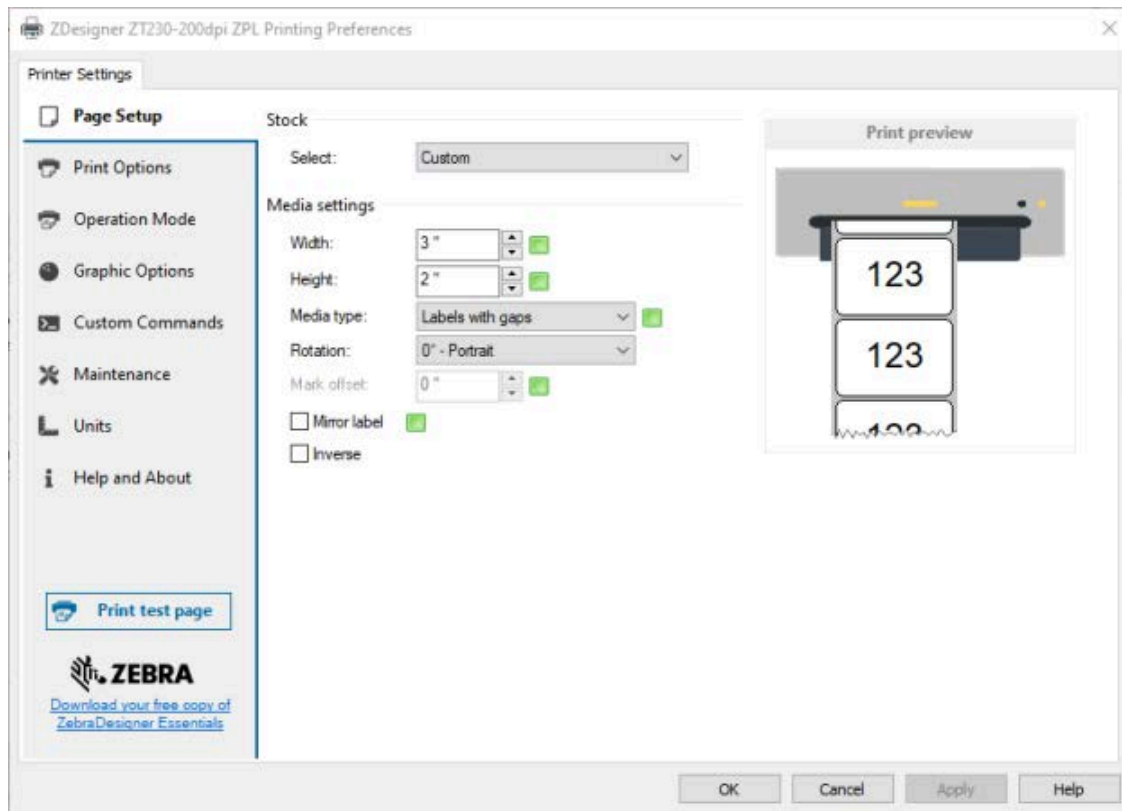 ZDesigner ZT230-200dpi ZPL Printing Preferences
Printer Settings
Page Setup
Print Options
Operation Mode
Graphic Options
Custom Commands
Maintenance
Units
Help and About
Print test page
ZEBRA
Download your free copy of
ZebraDesigner Essentials
Stock
Select: Custom
Media settings
Width: 3 "
Height: 2 "
Media type: Labels with gaps
Rotation: 0° - Portrait
Mark offset: 0 "
Mirror label
Inverse
Print preview
123
123
123
OK Cancel Apply Help